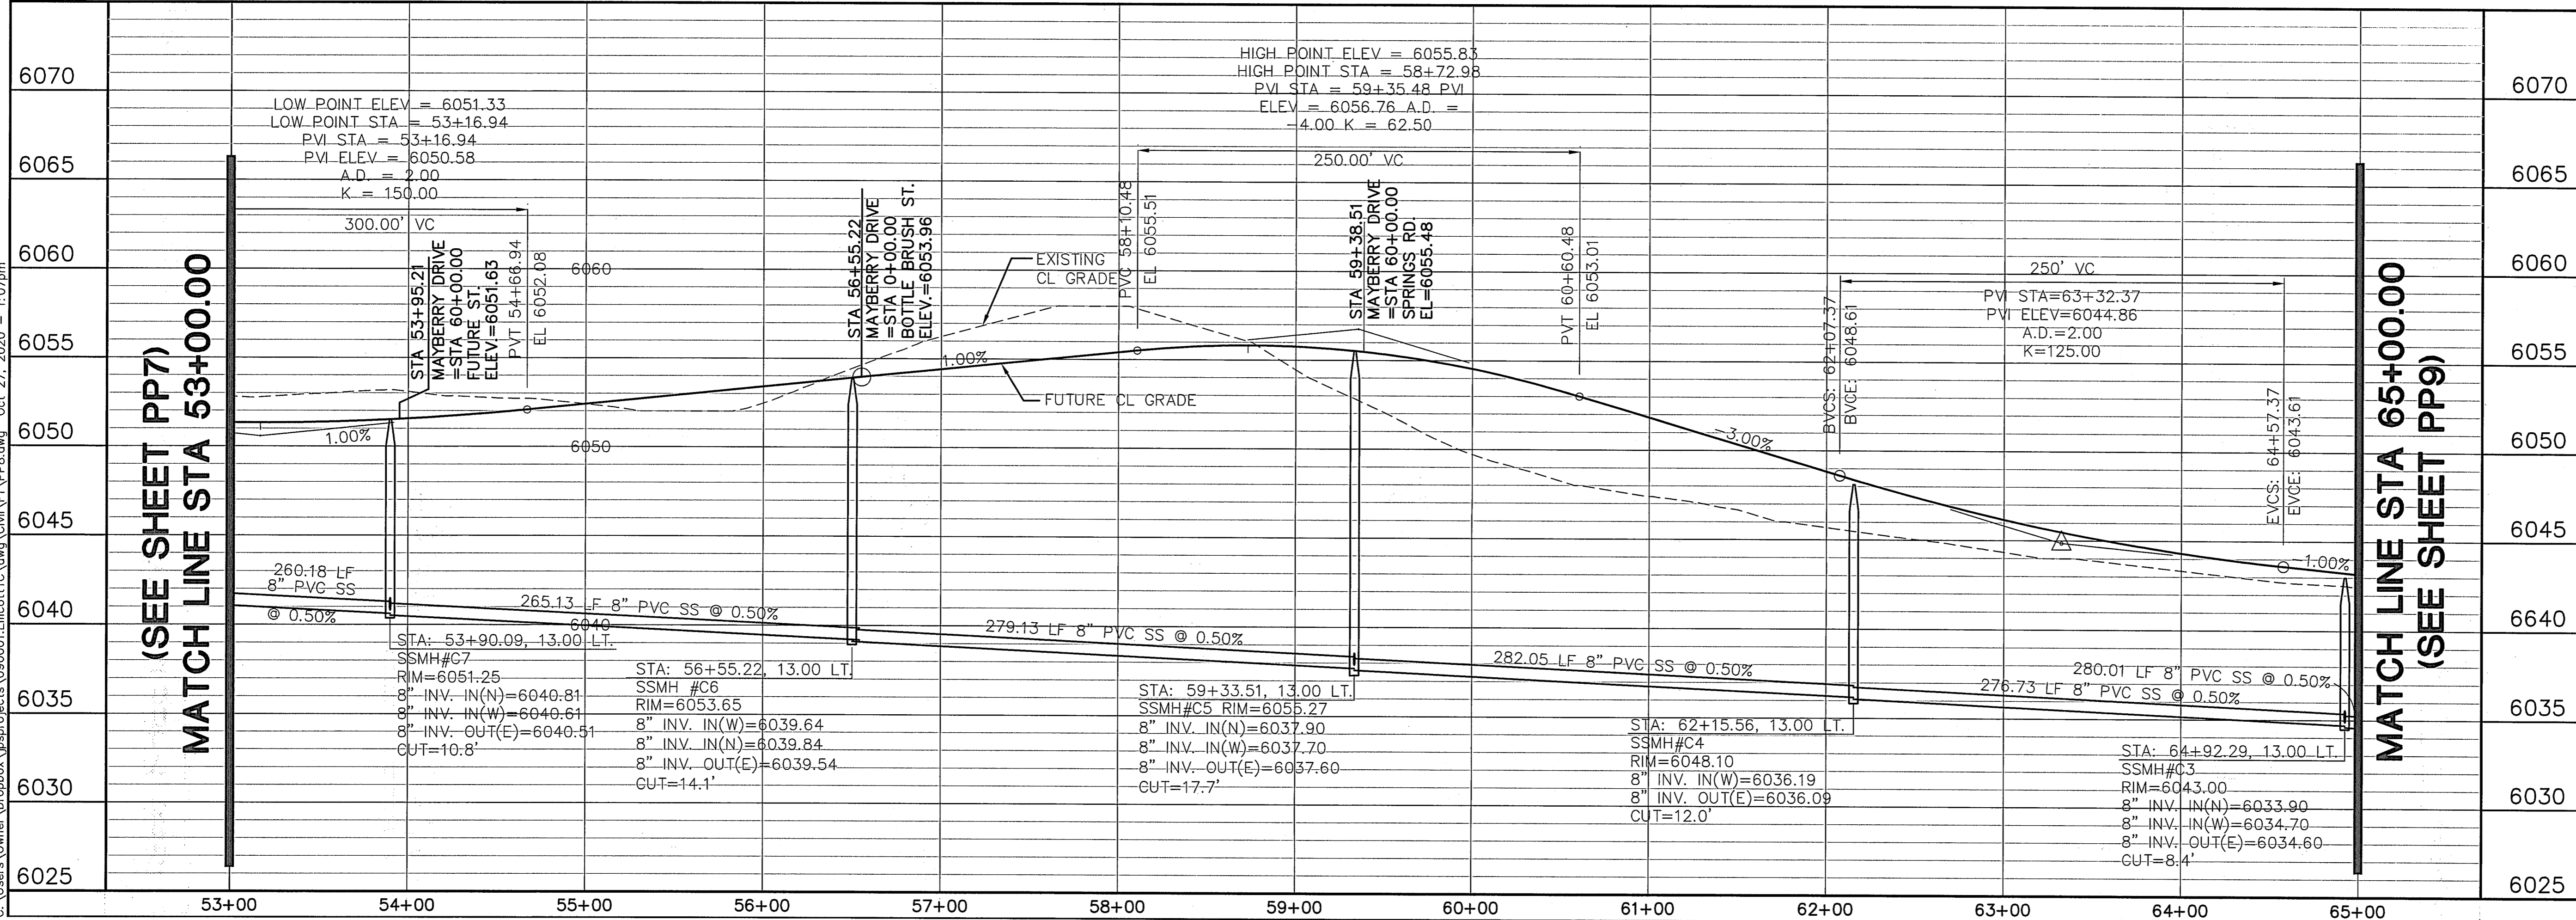 HIGH POINT ELEV = 6055.83
HIGH POINT STA = 58+72.98
PVI STA = 59+35.48 PVI
ELEV = 6056.76 A.D. =
-4.00 K = 62.50
250.00' VC
LOW POINT ELEV = 6051.33
LOW POINT STA = 53+16.94
PVI STA = 53+16.94
PVI ELEV = 6050.58
A.D. = 2.00
K = 150.00
300.00' VC
6070
6065
6060
6055
6050
6045
6040
6035
6030
6025
(SEE SHEET PP7)
MATCH LINE STA 53+00.00
STA 53+95.21
MAYBERRY DRIVE
=STA 60+00.00
FUTURE ST.
ELEV=6051.63
PVT 54+66.94
EL 6052.08
6060
6050
6040
STA 56+55.22
MAYBERRY DRIVE
=STA 0+00.00
BOTTLE BRUSH ST.
ELEV.=6053.96
EXISTING
CL GRADE
FUTURE CL GRADE
PVC 58+10.48
EL 6055.51
STA 59+38.51
MAYBERRY DRIVE
=STA 60+00.00
SPRINGS RD.
EL=6055.48
PVT 60+60.48
EL 6053.01
250' VC
PVI STA=63+32.37
PVI ELEV=6044.86
A.D.=2.00
K=125.00
BVCS: 62+07.37
BVCE: 6048.61
EVCS: 64+57.37
EVCE: 6043.61
1.00%
1.00%
-3.00%
-1.00%
260.18 LF
8" PVC SS
@ 0.50%
265.13 LF 8" PVC SS @ 0.50%
279.13 LF 8" PVC SS @ 0.50%
282.05 LF 8" PVC SS @ 0.50%
280.01 LF 8" PVC SS @ 0.50%
276.73 LF 8" PVC SS @ 0.50%
STA: 53+90.09, 13.00 LT.
SSMH#C7
RIM=6051.25
8" INV. IN(N)=6040.81
8" INV. IN(W)=6040.61
8" INV. OUT(E)=6040.51
CUT=10.8'
STA: 56+55.22, 13.00 LT.
SSMH #C6
RIM=6053.65
8" INV. IN(W)=6039.64
8" INV. IN(N)=6039.84
8" INV. OUT(E)=6039.54
CUT=14.1'
STA: 59+33.51, 13.00 LT.
SSMH#C5 RIM=6055.27
8" INV. IN(N)=6037.90
8" INV. IN(W)=6037.70
8" INV. OUT(E)=6037.60
CUT=17.7'
STA: 62+15.56, 13.00 LT.
SSMH#C4
RIM=6048.10
8" INV. IN(W)=6036.19
8" INV. OUT(E)=6036.09
CUT=12.0'
STA: 64+92.29, 13.00 LT.
SSMH#C3
RIM=6043.00
8" INV. IN(N)=6033.90
8" INV. IN(W)=6034.70
8" INV. OUT(E)=6034.60
CUT=8.4'
MATCH LINE STA 65+00.00
(SEE SHEET PP9)
6070
6065
6060
6055
6050
6045
6640
6035
6030
6025
53+00 54+00 55+00 56+00 57+00 58+00 59+00 60+00 61+00 62+00 63+00 64+00 65+00